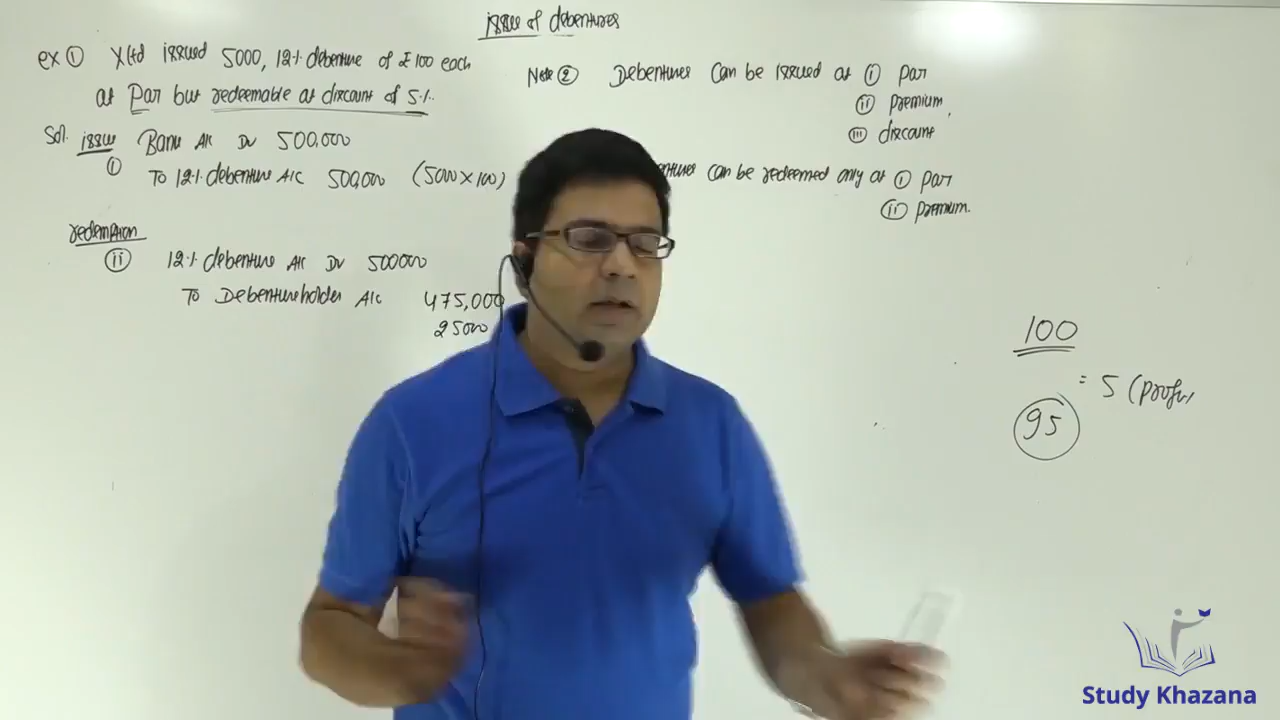 issue of debentures
ex ① X Ltd issued 5000, 12% debenture of ₹100 each
at Par but redeemable at discount of 5%.
Sol. issue Bank A/c Dr 500,000
① To 12% debenture A/c 500,000 (5000×100)
redemption
ii 12% debenture A/c Dr 500000
To Debentureholder A/c 475,000
25000
Note ② Debentures can be issued at ① Par
ii premium,
iii discount
can be redeemed only at ① Par
ii premium.
100
= 5
95
Study Khazana